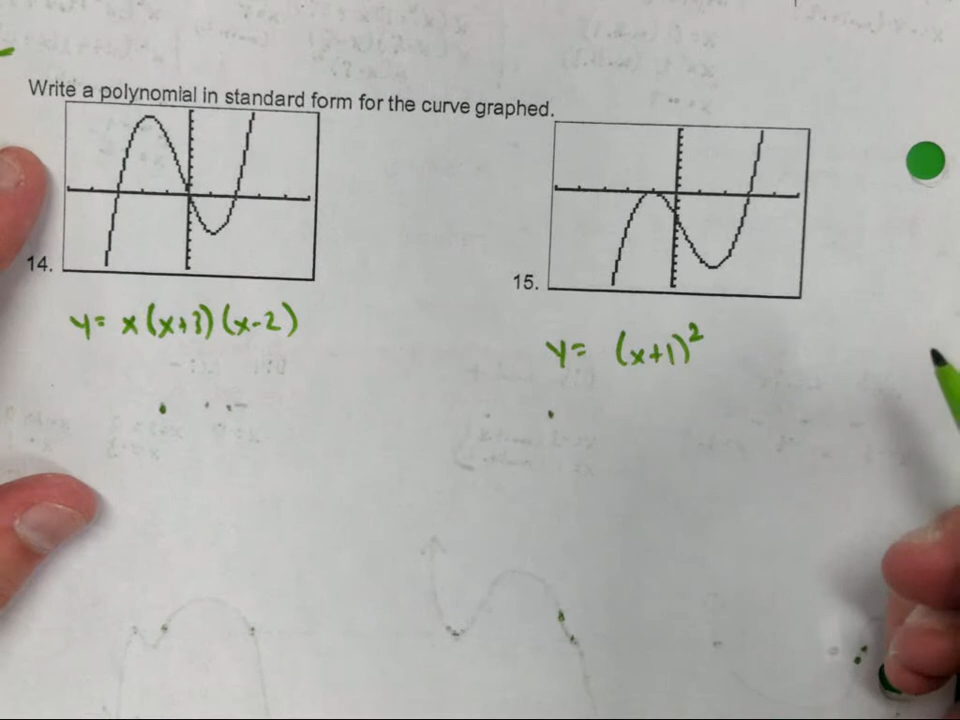 Write a polynomial in standard form for the curve graphed.
14.
15.
y= x(x+3)(x-2)
y= (x+1)²